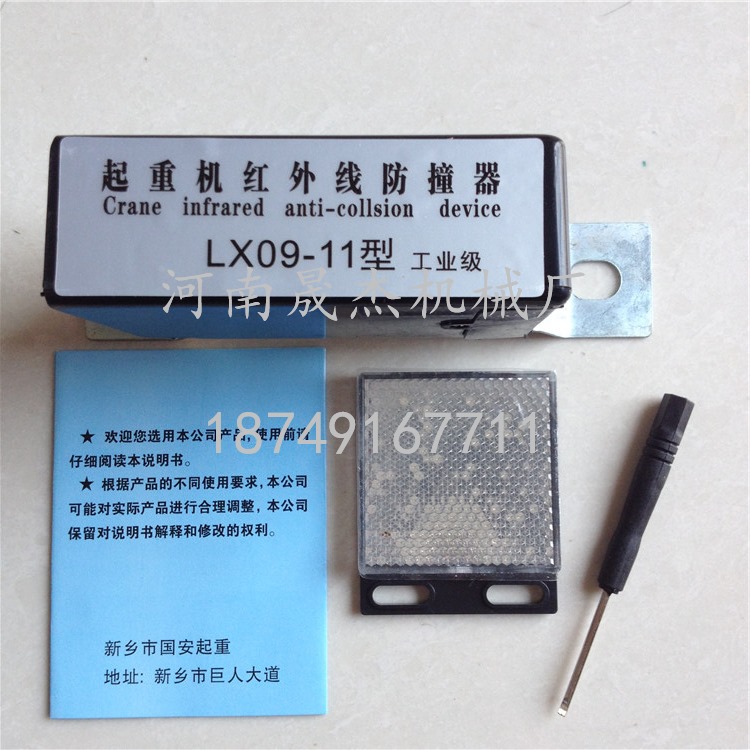 起重机红外线防撞器
Crane infrared anti-collsion device
LX09-11型 工业级
河南晟杰机械厂
18749167711
★ 欢迎您选用本公司产品,使用前请
仔细阅读本说明书。
★ 根据产品的不同使用要求,本公司
可能对实际产品进行合理调整,本公司
保留对说明书解释和修改的权利。
新乡市国安起重
地址: 新乡市巨人大道